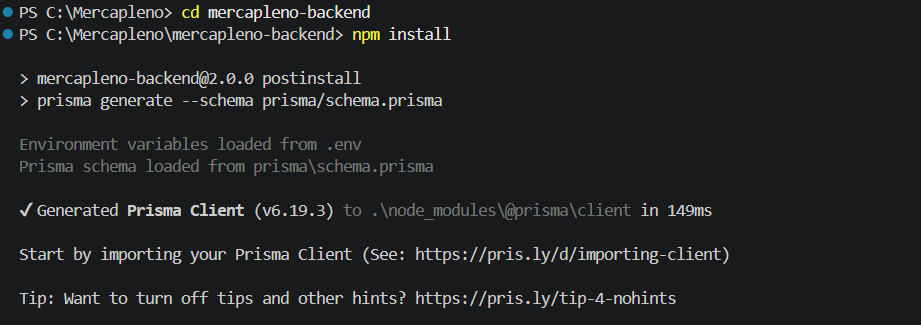 PS C:\Mercapleno> cd mercapleno-backend
PS C:\Mercapleno\mercapleno-backend> npm install
> mercapleno-backend@2.0.0 postinstall
> prisma generate --schema prisma/schema.prisma
Environment variables loaded from .env
Prisma schema loaded from prisma\schema.prisma
✔ Generated Prisma Client (v6.19.3) to .\node_modules\@prisma\client in 149ms
Start by importing your Prisma Client (See: https://pris.ly/d/importing-client)
Tip: Want to turn off tips and other hints? https://pris.ly/tip-4-nohints